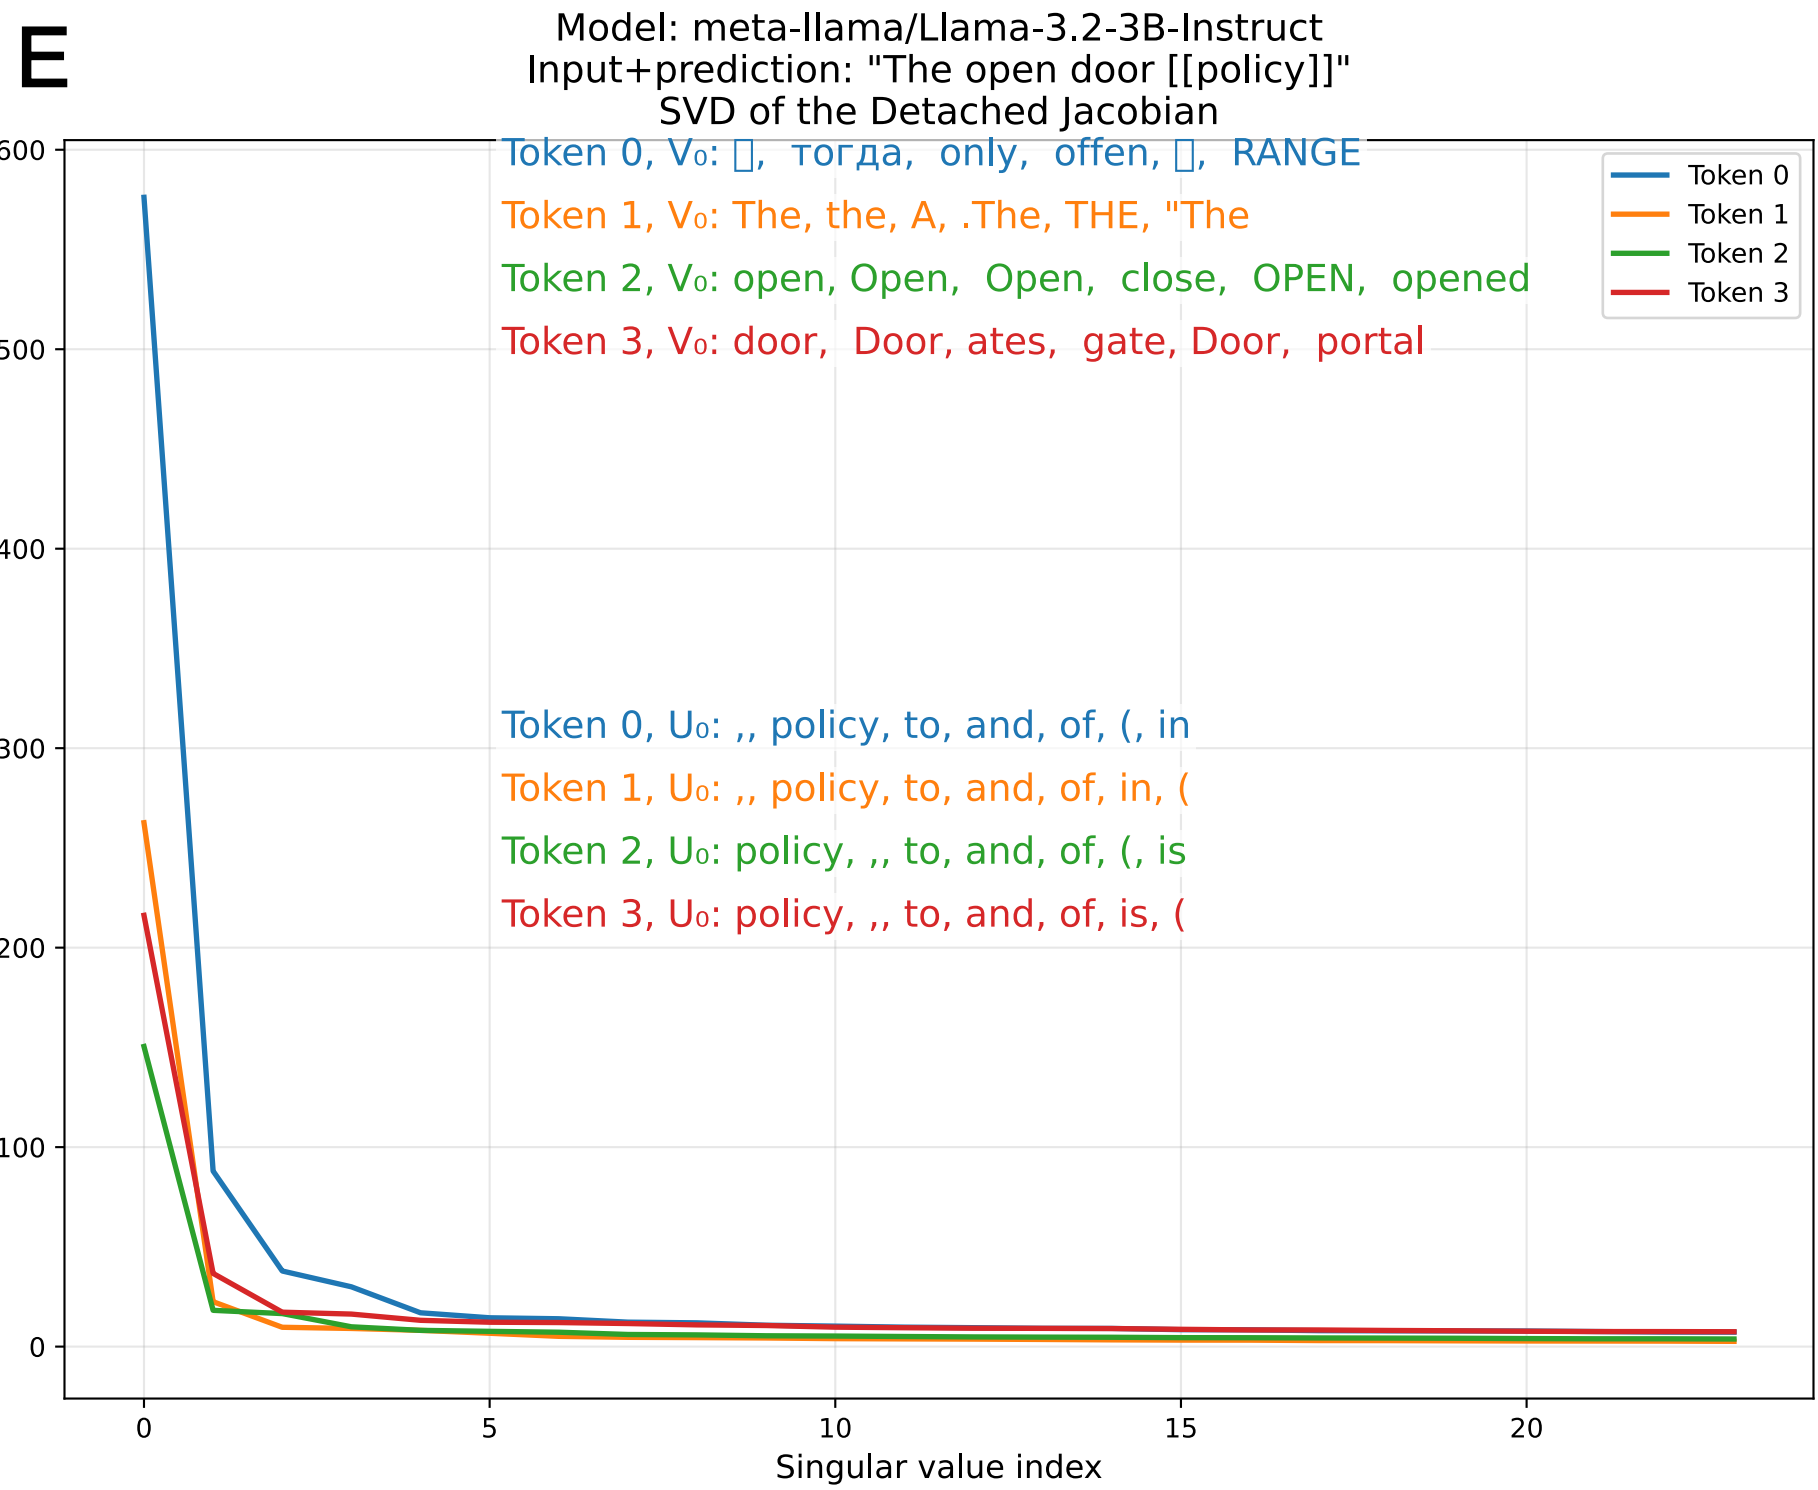 E
Model: meta-llama/Llama-3.2-3B-Instruct
Input+prediction: "The open door [[policy]]"
SVD of the Detached Jacobian
Token 0, V₀: , тогда, only, offen, , RANGE
Token 1, V₀: The, the, A, .The, THE, "The
Token 2, V₀: open, Open, Open, close, OPEN, opened
Token 3, V₀: door, Door, ates, gate, Door, portal
Token 0
Token 1
Token 2
Token 3
Token 0, U₀: ,, policy, to, and, of, (, in
Token 1, U₀: ,, policy, to, and, of, in, (
Token 2, U₀: policy, ,, to, and, of, (, is
Token 3, U₀: policy, ,, to, and, of, is, (
600
500
400
300
200
100
0
0 5 10 15 20
Singular value index